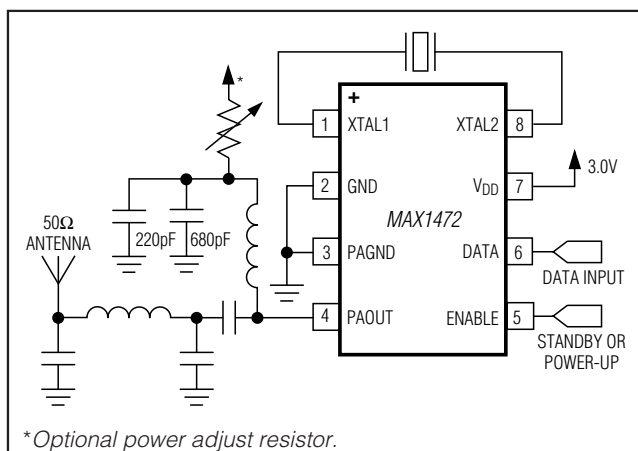 *
+
1 XTAL1 XTAL2 8
2 GND VDD 7 3.0V
MAX1472
50Ω
ANTENNA
220pF 680pF
3 PAGND DATA 6
DATA INPUT
4 PAOUT ENABLE 5
STANDBY OR
POWER-UP
*Optional power adjust resistor.